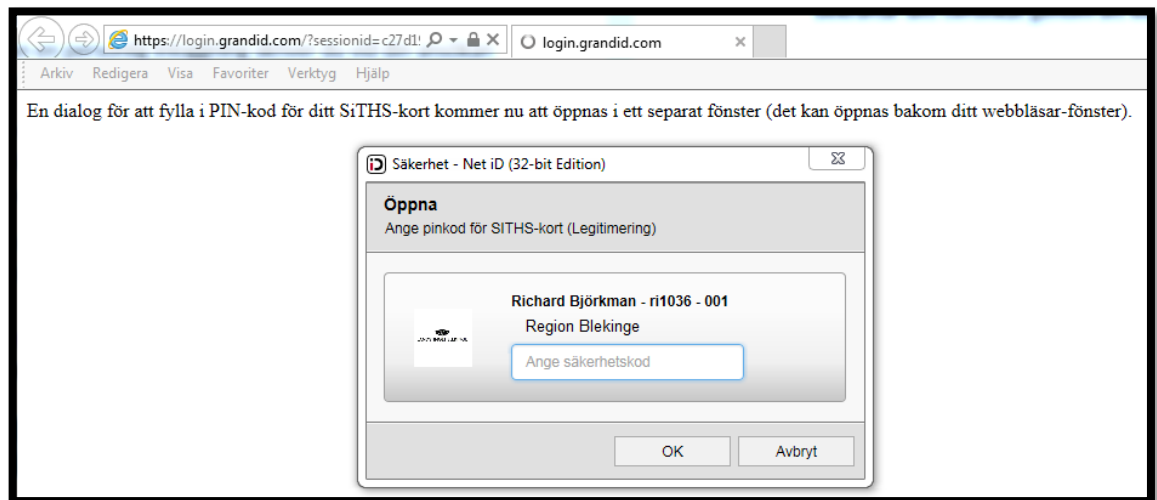 https://login.grandid.com/?sessionid=c27d1!
login.grandid.com
Arkiv Redigera Visa Favoriter Verktyg Hjälp
En dialog för att fylla i PIN-kod för ditt SiTHS-kort kommer nu att öppnas i ett separat fönster (det kan öppnas bakom ditt webbläsar-fönster).
Säkerhet - Net iD (32-bit Edition)
Öppna
Ange pinkod för SITHS-kort (Legitimering)
Richard Björkman - ri1036 - 001
Region Blekinge
Ange säkerhetskod
OK Avbryt